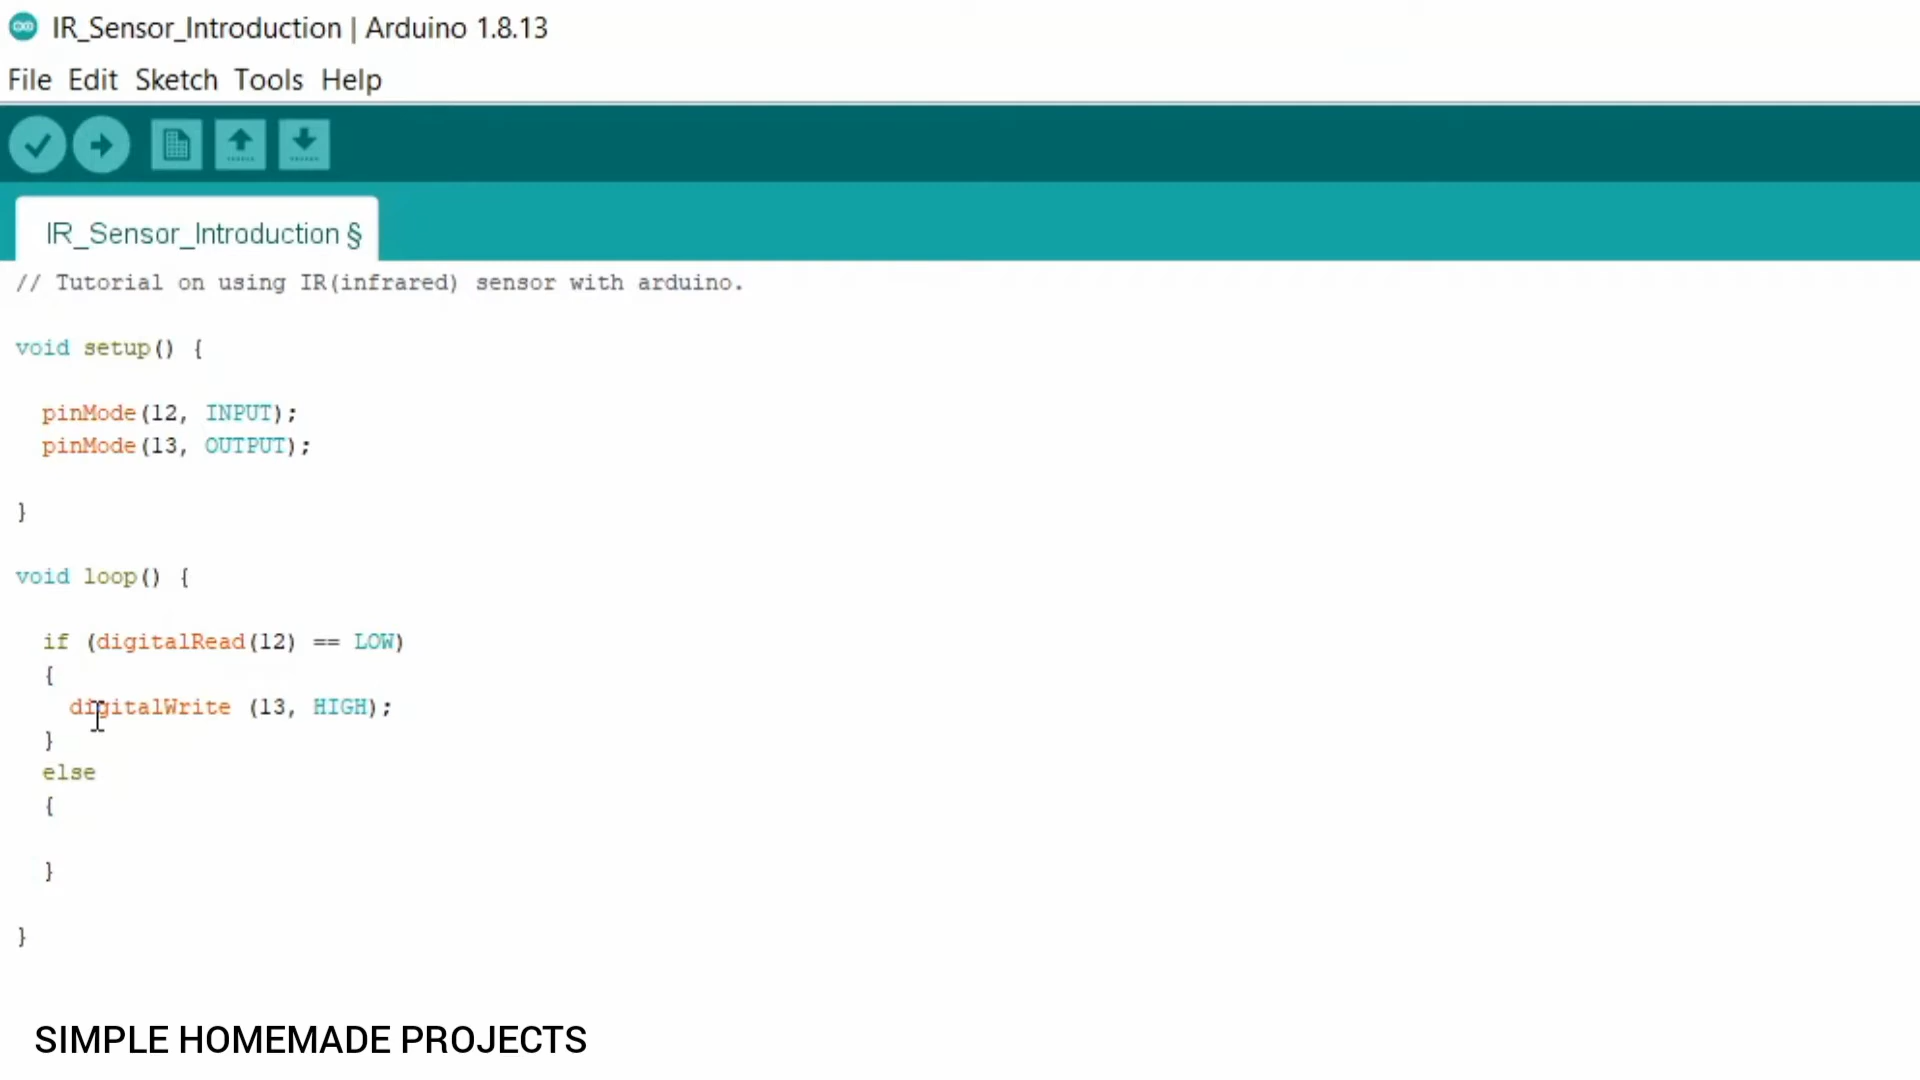 IR_Sensor_Introduction | Arduino 1.8.13
File Edit Sketch Tools Help
IR_Sensor_Introduction §
// Tutorial on using IR(infrared) sensor with arduino.
void setup() {
pinMode(12, INPUT);
pinMode(13, OUTPUT);
}
void loop() {
if (digitalRead(12) == LOW)
{
digitalWrite (13, HIGH);
}
else
{
}
}
SIMPLE HOMEMADE PROJECTS